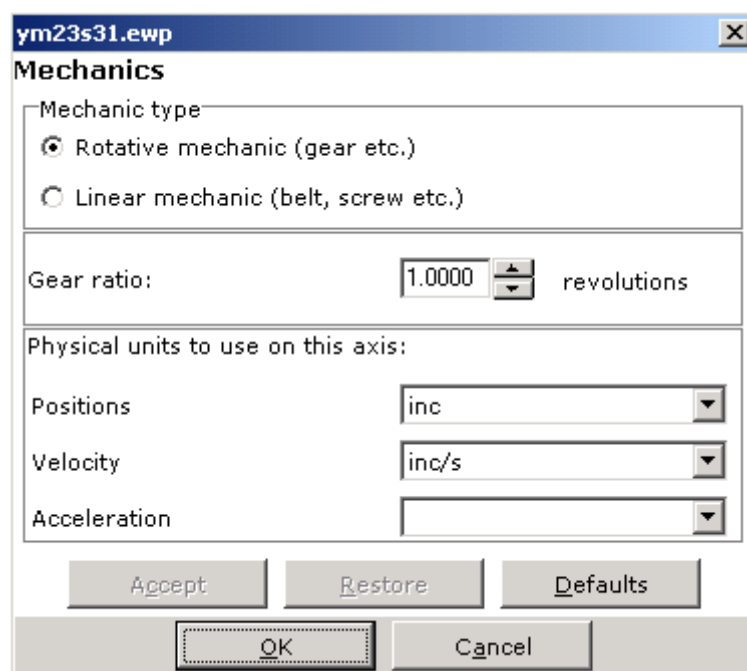 ym23s31.ewp
Mechanics
Mechanic type
Rotative mechanic (gear etc.)
Linear mechanic (belt, screw etc.)
Gear ratio: 1.0000 revolutions
Physical units to use on this axis:
Positions inc
Velocity inc/s
Acceleration
Accept Restore Defaults
OK Cancel